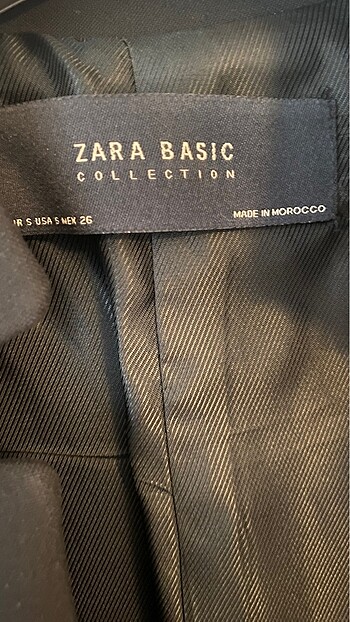 ZARA BASIC
COLLECTION
S USA S MEX 26
MADE IN MOROCCO